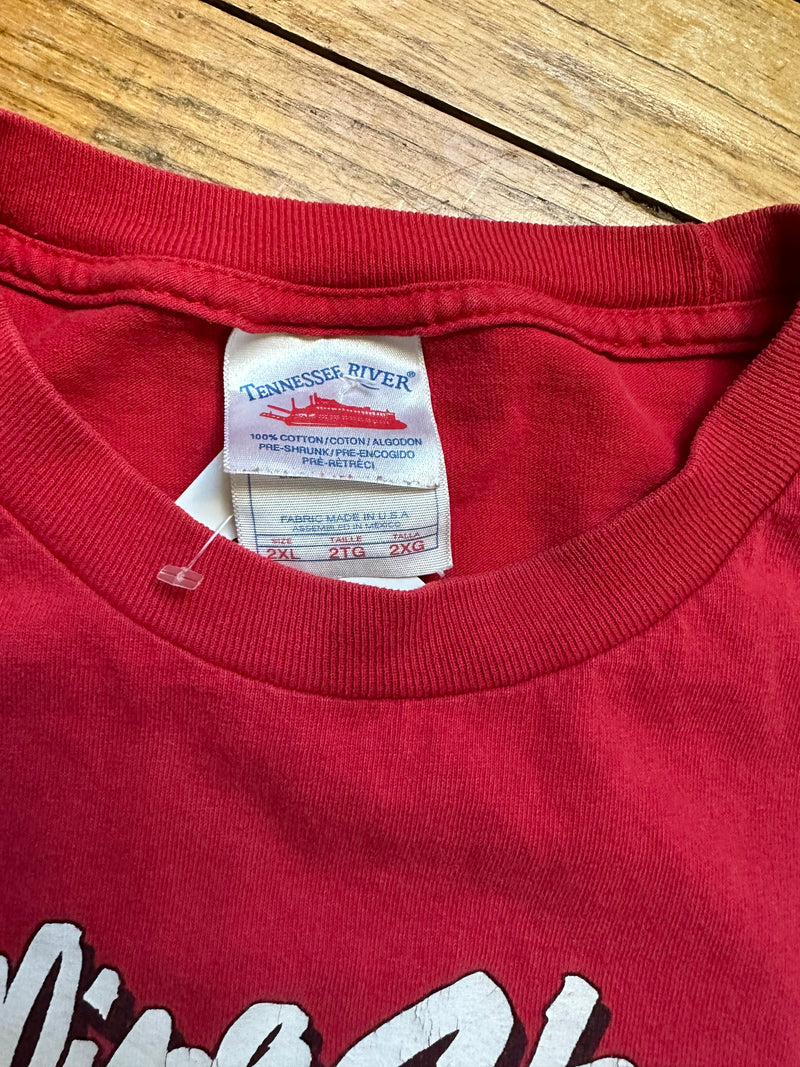 TENNESSEE RIVER®
100% COTTON/COTON/ALGODON
PRE-SHRUNK/PRE-ENCOGIDO
PRÉ-RÉTRÉCI
FABRIC MADE IN U.S.A
ASSEMBLED IN MEXICO
SIZE TAILLE TALLA
2XL 2TG 2XG